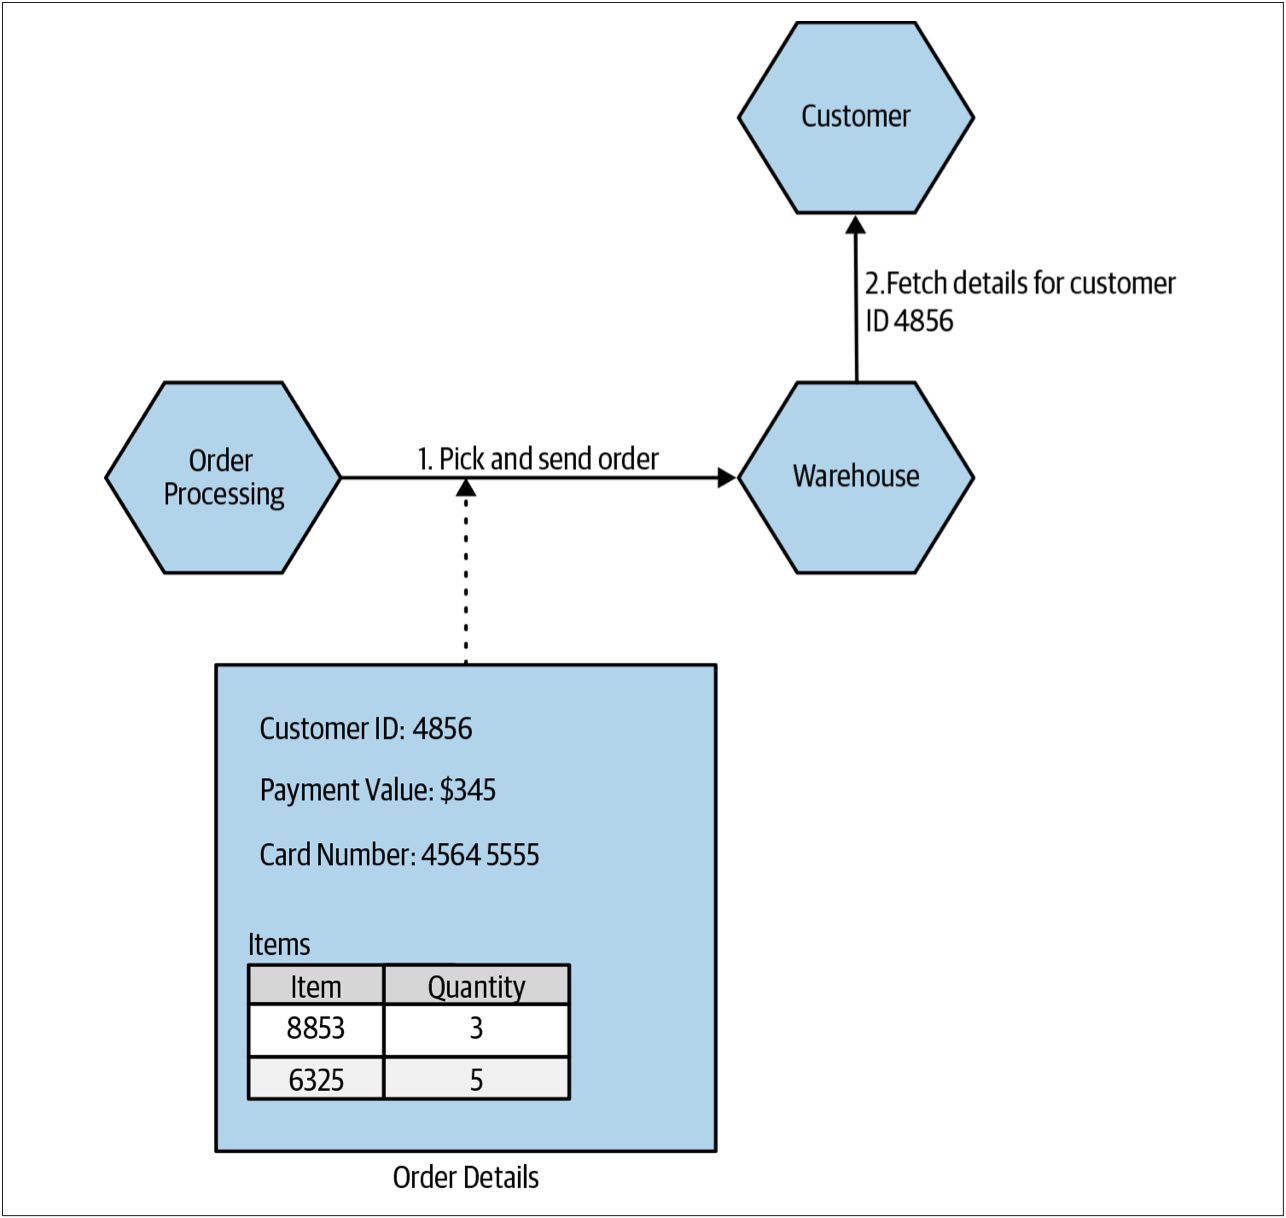 Customer
2.Fetch details for customer
ID 4856
Order
Processing
1. Pick and send order
Warehouse
Customer ID: 4856
Payment Value: $345
Card Number: 4564 5555
Items
Item Quantity
8853 3
6325 5
Order Details